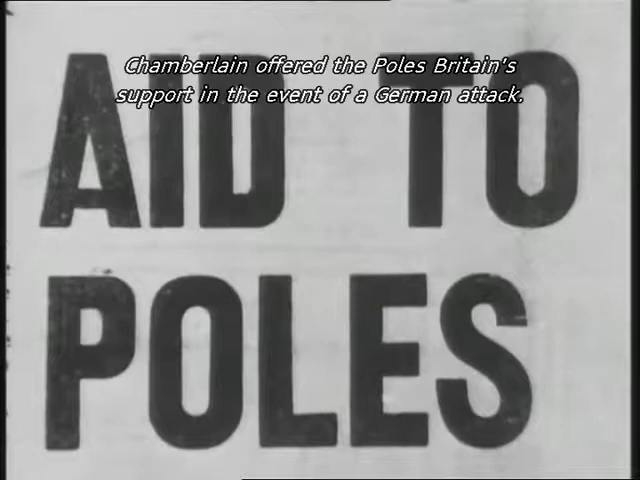 Chamberlain offered the Poles Britain's
support in the event of a German attack.
AID TO
POLES